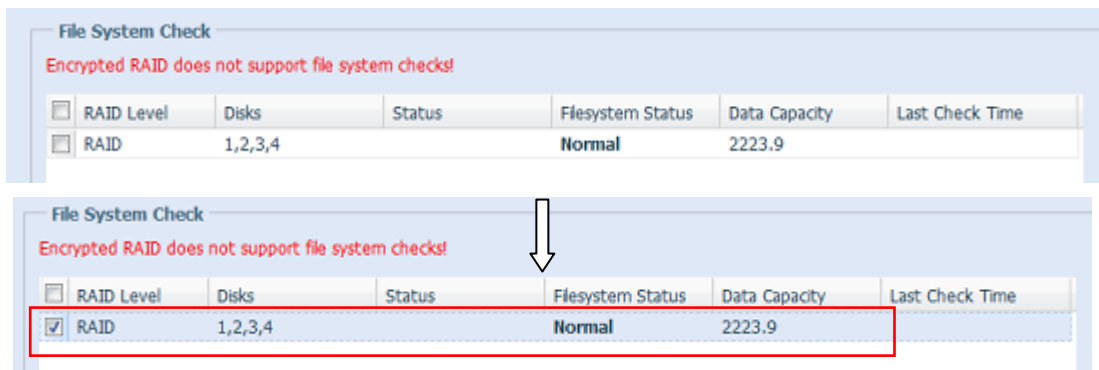 File System Check
Encrypted RAID does not support file system checks!
RAID Level Disks Status Filesystem Status Data Capacity Last Check Time
RAID 1,2,3,4 Normal 2223.9
File System Check
Encrypted RAID does not support file system checks!
RAID Level Disks Status Filesystem Status Data Capacity Last Check Time
RAID 1,2,3,4 Normal 2223.9